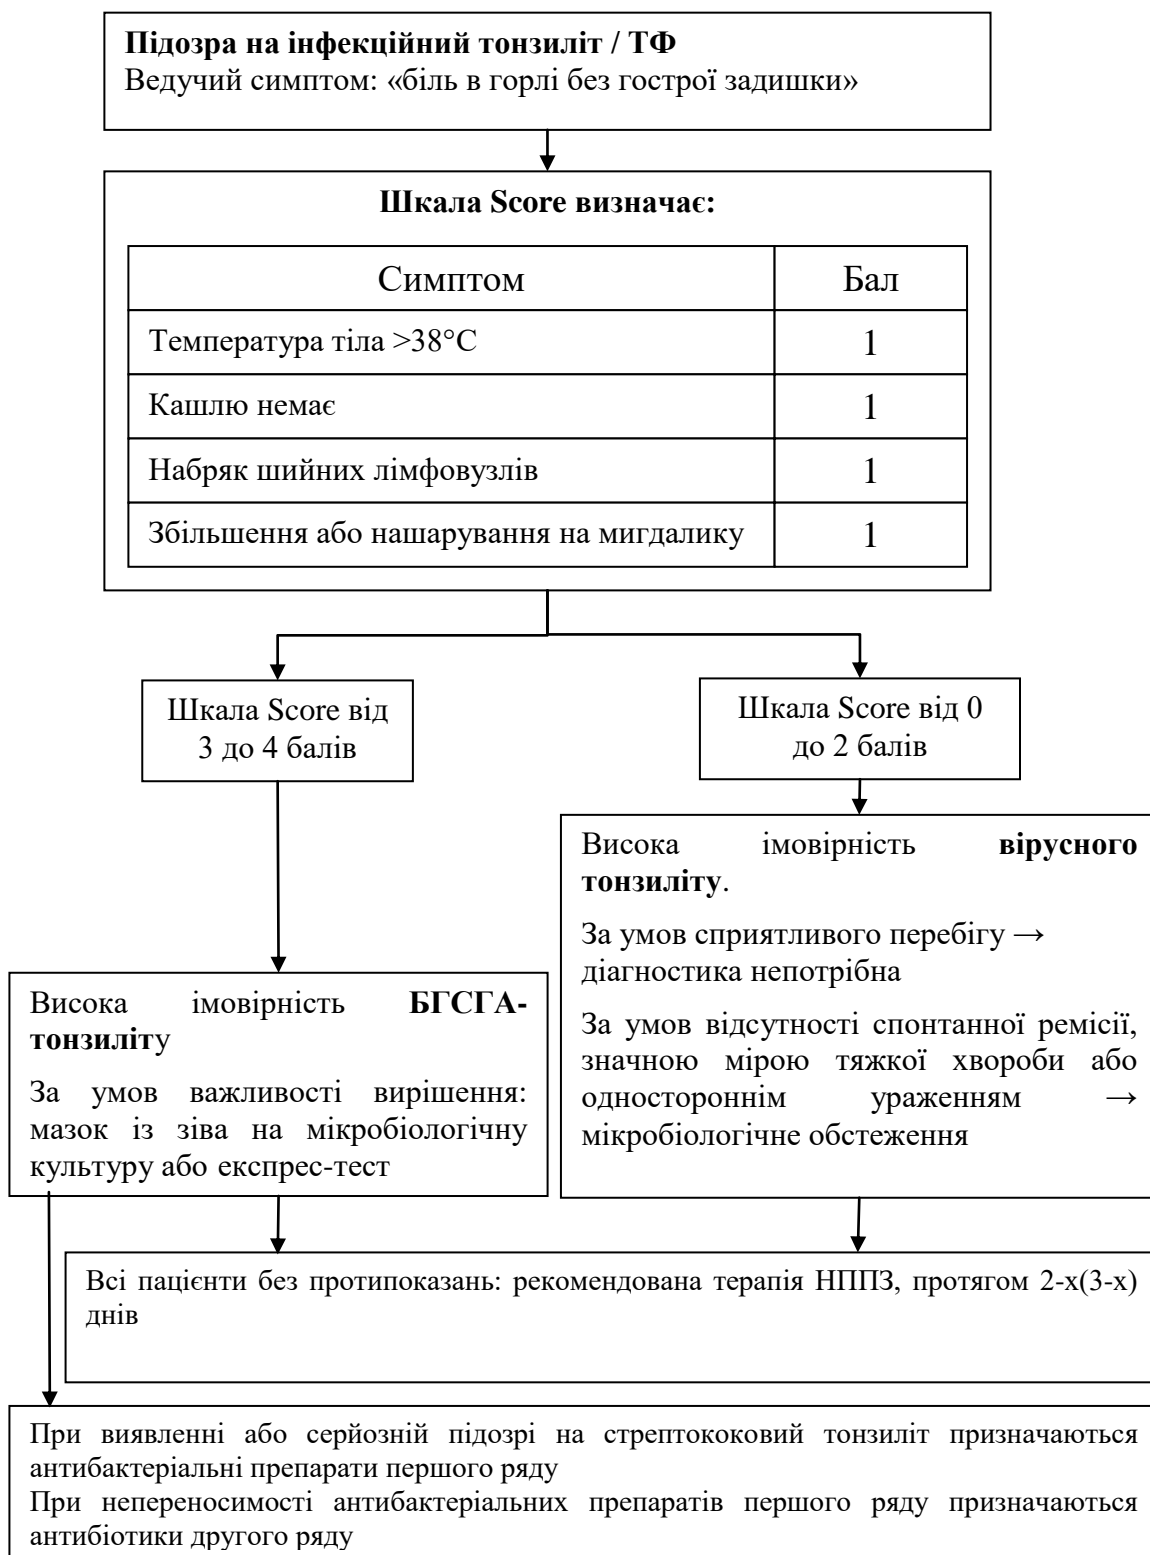 Підозра на інфекційний тонзиліт / ТФ
Ведучий симптом: «біль в горлі без гострої задишки»
Шкала Score визначає:
Симптом Бал
Температура тіла >38°С 1
Кашлю немає 1
Набряк шийних лімфовузлів 1
Збільшення або нашарування на мигдалику 1
Шкала Score від
3 до 4 балів
Шкала Score від 0
до 2 балів
Висока імовірність вірусного
тонзиліту.
За умов сприятливого перебігу →
діагностика непотрібна
За умов відсутності спонтанної ремісії,
значною мірою тяжкої хвороби або
одностороннім ураженням →
мікробіологічне обстеження
Висока імовірність БГСГА-
тонзиліту
За умов важливості вирішення:
мазок із зіва на мікробіологічну
культуру або експрес-тест
Всі пацієнти без протипоказань: рекомендована терапія НППЗ, протягом 2-х(3-х)
днів
При виявленні або серйозній підозрі на стрептококовий тонзиліт призначаються
антибактеріальні препарати першого ряду
При непереносимості антибактеріальних препаратів першого ряду призначаються
антибіотики другого ряду